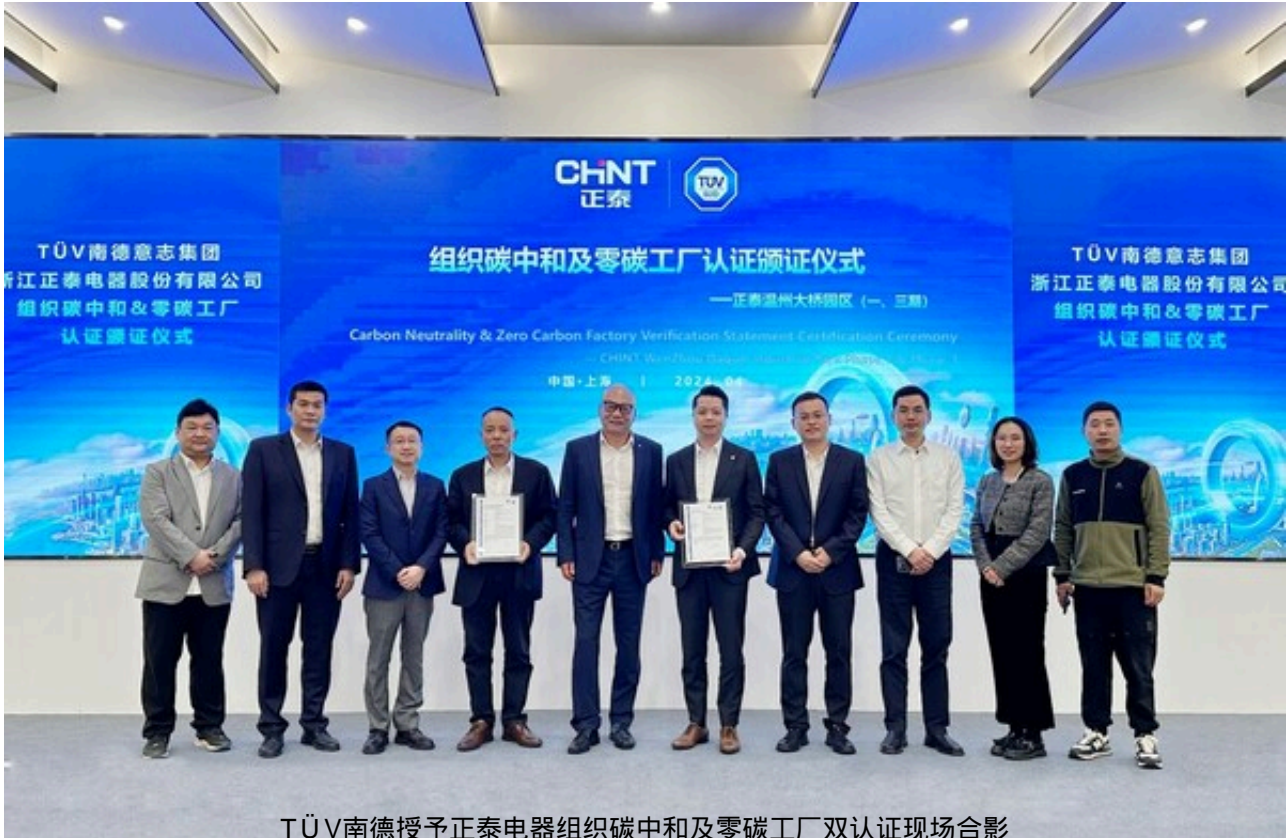 CHINT
正泰
TÜV
SÜD
组织碳中和及零碳工厂认证颁证仪式
——正泰温州大桥园区(一、三期)
Carbon Neutrality & Zero Carbon Factory Verification Statement Certification Ceremony
CHINT WenZhou Daqiao
中国·上海 | 2024.04
TÜV南德意志集团
浙江正泰电器股份有限公司
组织碳中和&零碳工厂
认证颁证仪式
TÜV南德意志集团
浙江正泰电器股份有限公司
组织碳中和&零碳工厂
认证颁证仪式
TÜV南德授予正泰电器组织碳中和及零碳工厂双认证现场合影